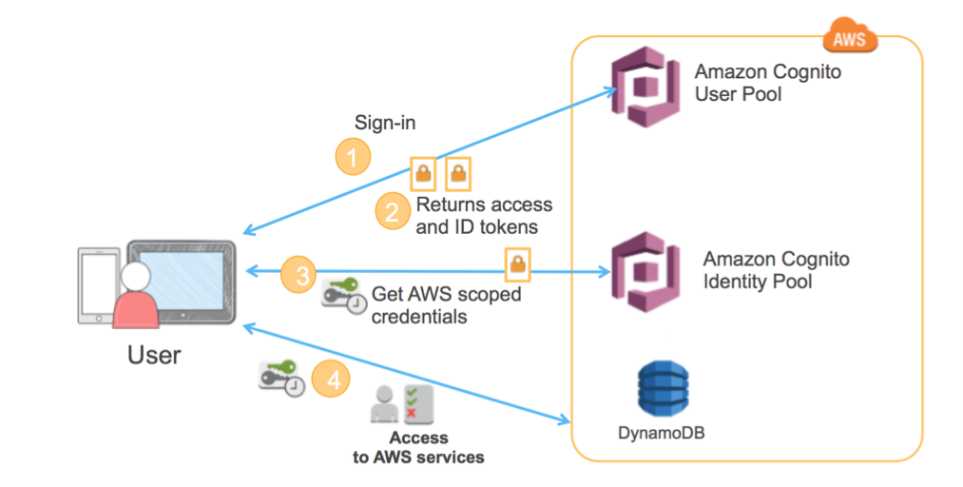 AWS
Amazon Cognito
User Pool
Sign-in
1
2
Returns access
and ID tokens
3
Get AWS scoped
credentials
Amazon Cognito
Identity Pool
User
4
Access
to AWS services
DynamoDB